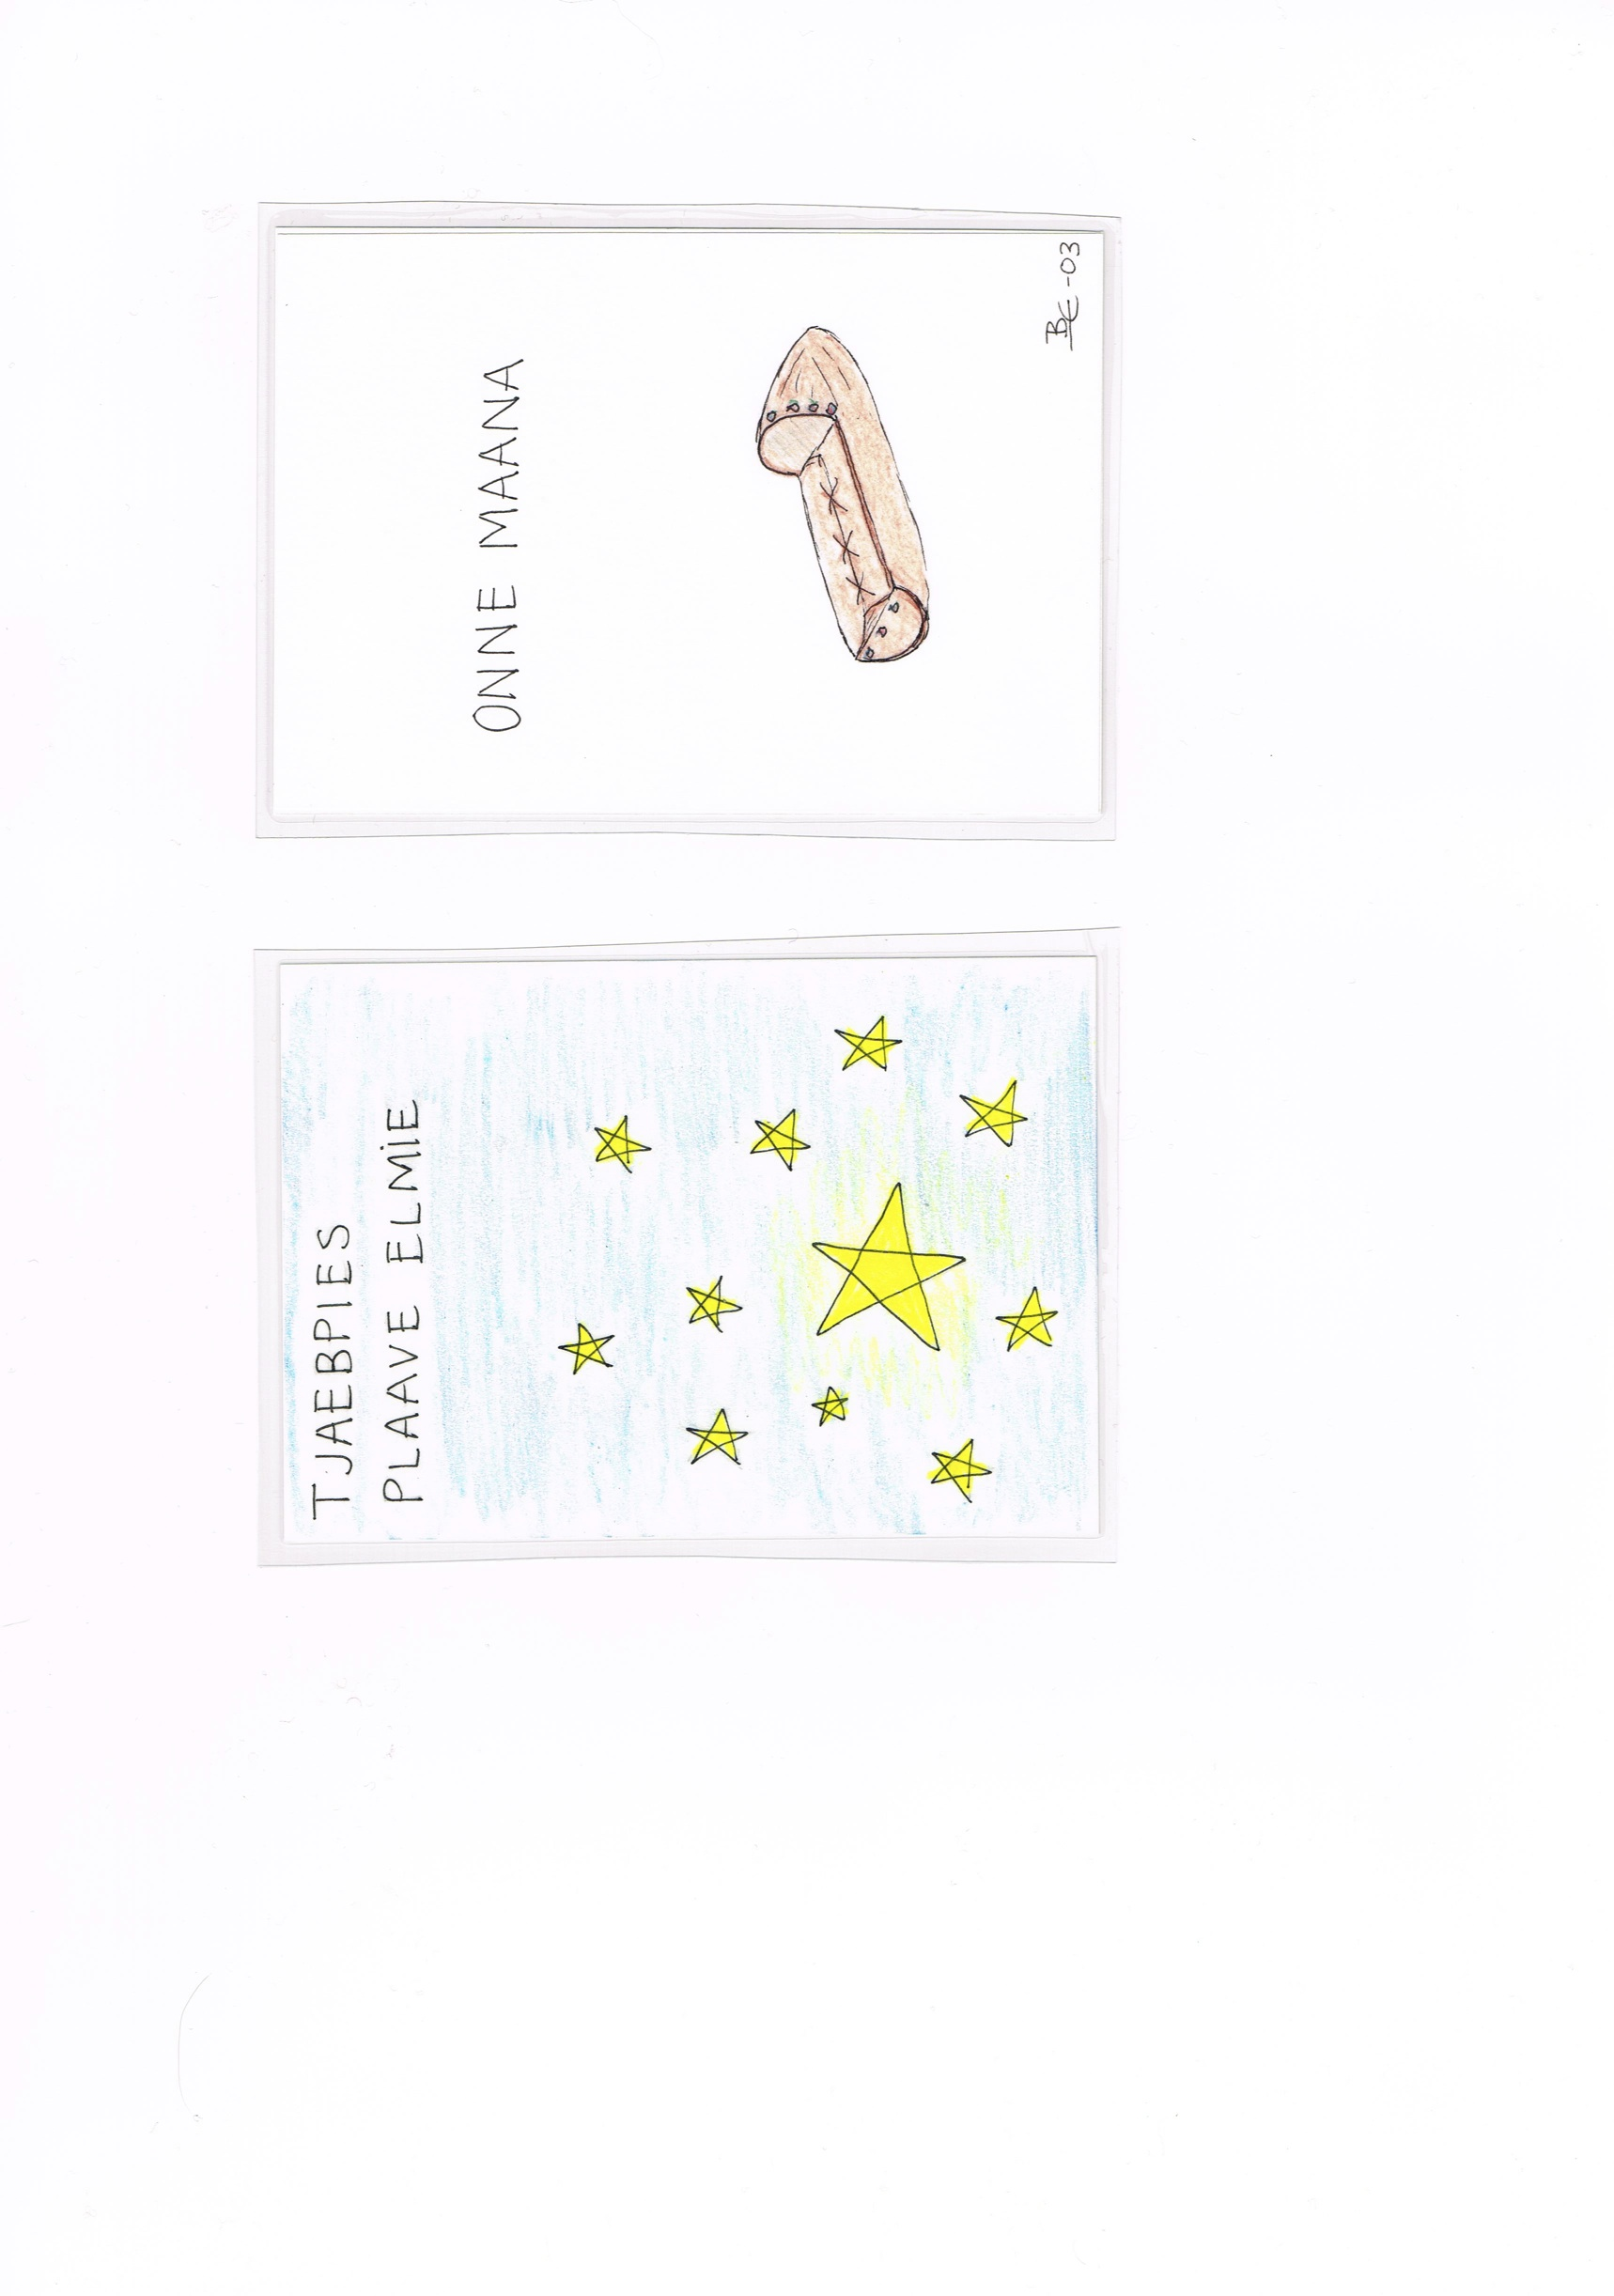 ONNE MAANA
BE -03
TJAEBPIES
PLAAVE ELMIE